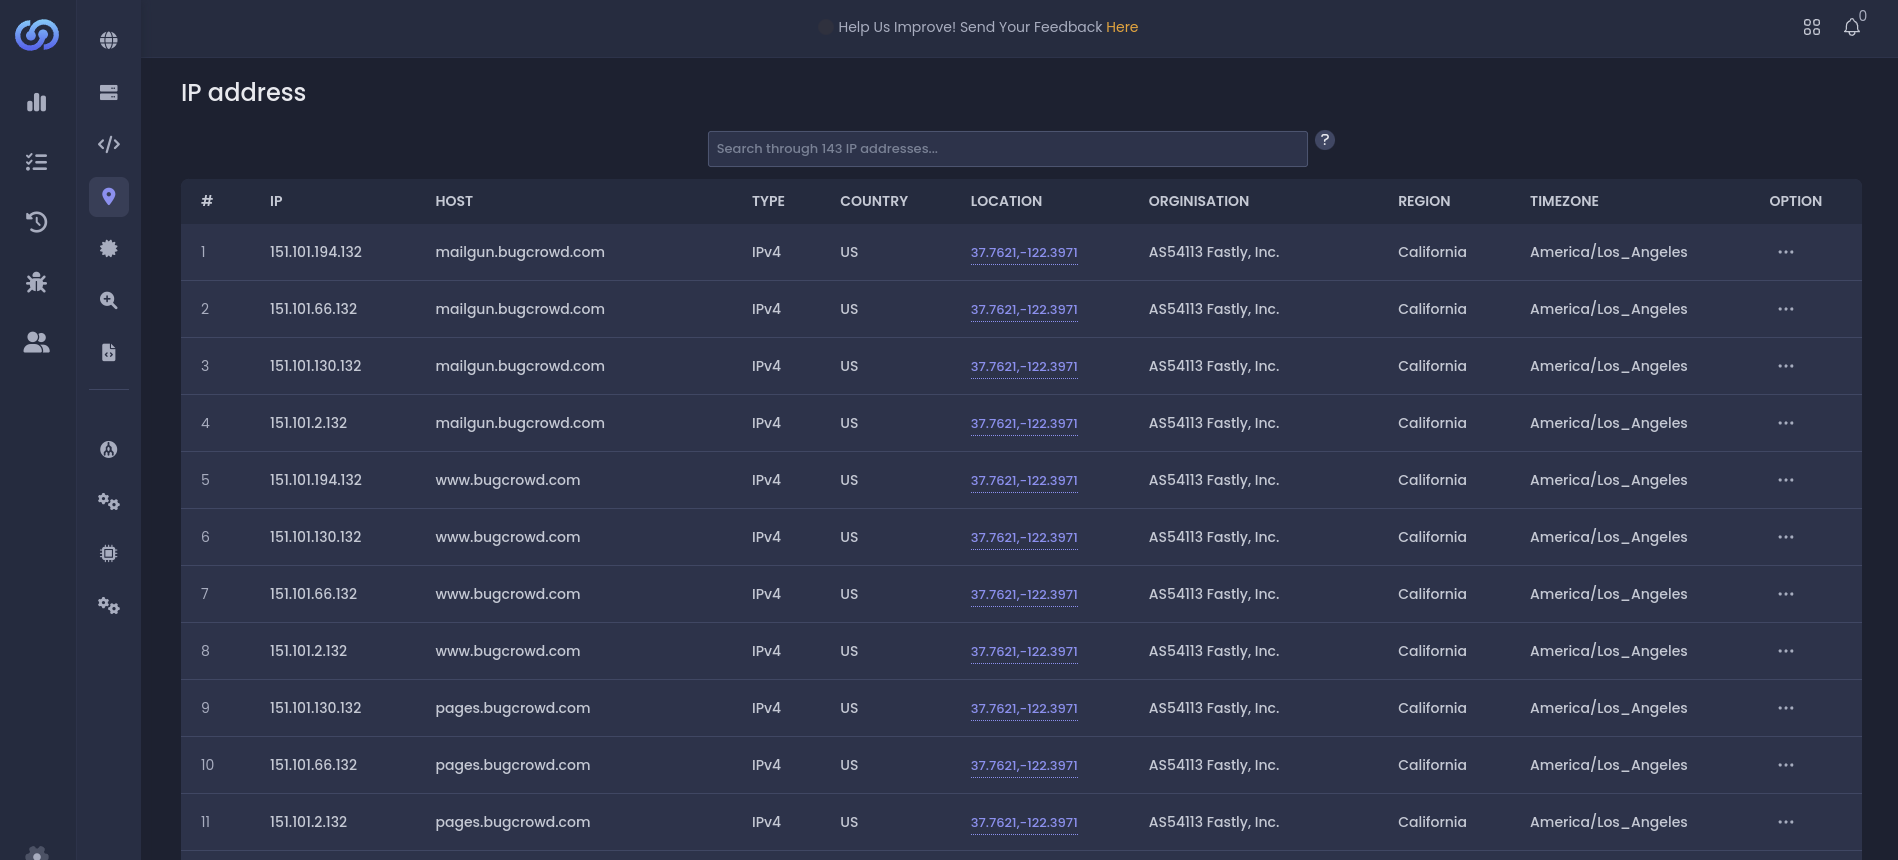 Help Us Improve! Send Your Feedback Here
0
IP address
Search through 143 IP addresses...
?
# IP HOST TYPE COUNTRY LOCATION ORGINISATION REGION TIMEZONE OPTION
1 151.101.194.132 mailgun.bugcrowd.com IPv4 US 37.7621,-122.3971 AS54113 Fastly, Inc. California America/Los_Angeles
2 151.101.66.132 mailgun.bugcrowd.com IPv4 US 37.7621,-122.3971 AS54113 Fastly, Inc. California America/Los_Angeles
3 151.101.130.132 mailgun.bugcrowd.com IPv4 US 37.7621,-122.3971 AS54113 Fastly, Inc. California America/Los_Angeles
4 151.101.2.132 mailgun.bugcrowd.com IPv4 US 37.7621,-122.3971 AS54113 Fastly, Inc. California America/Los_Angeles
5 151.101.194.132 www.bugcrowd.com IPv4 US 37.7621,-122.3971 AS54113 Fastly, Inc. California America/Los_Angeles
6 151.101.130.132 www.bugcrowd.com IPv4 US 37.7621,-122.3971 AS54113 Fastly, Inc. California America/Los_Angeles
7 151.101.66.132 www.bugcrowd.com IPv4 US 37.7621,-122.3971 AS54113 Fastly, Inc. California America/Los_Angeles
8 151.101.2.132 www.bugcrowd.com IPv4 US 37.7621,-122.3971 AS54113 Fastly, Inc. California America/Los_Angeles
9 151.101.130.132 pages.bugcrowd.com IPv4 US 37.7621,-122.3971 AS54113 Fastly, Inc. California America/Los_Angeles
10 151.101.66.132 pages.bugcrowd.com IPv4 US 37.7621,-122.3971 AS54113 Fastly, Inc. California America/Los_Angeles
11 151.101.2.132 pages.bugcrowd.com IPv4 US 37.7621,-122.3971 AS54113 Fastly, Inc. California America/Los_Angeles